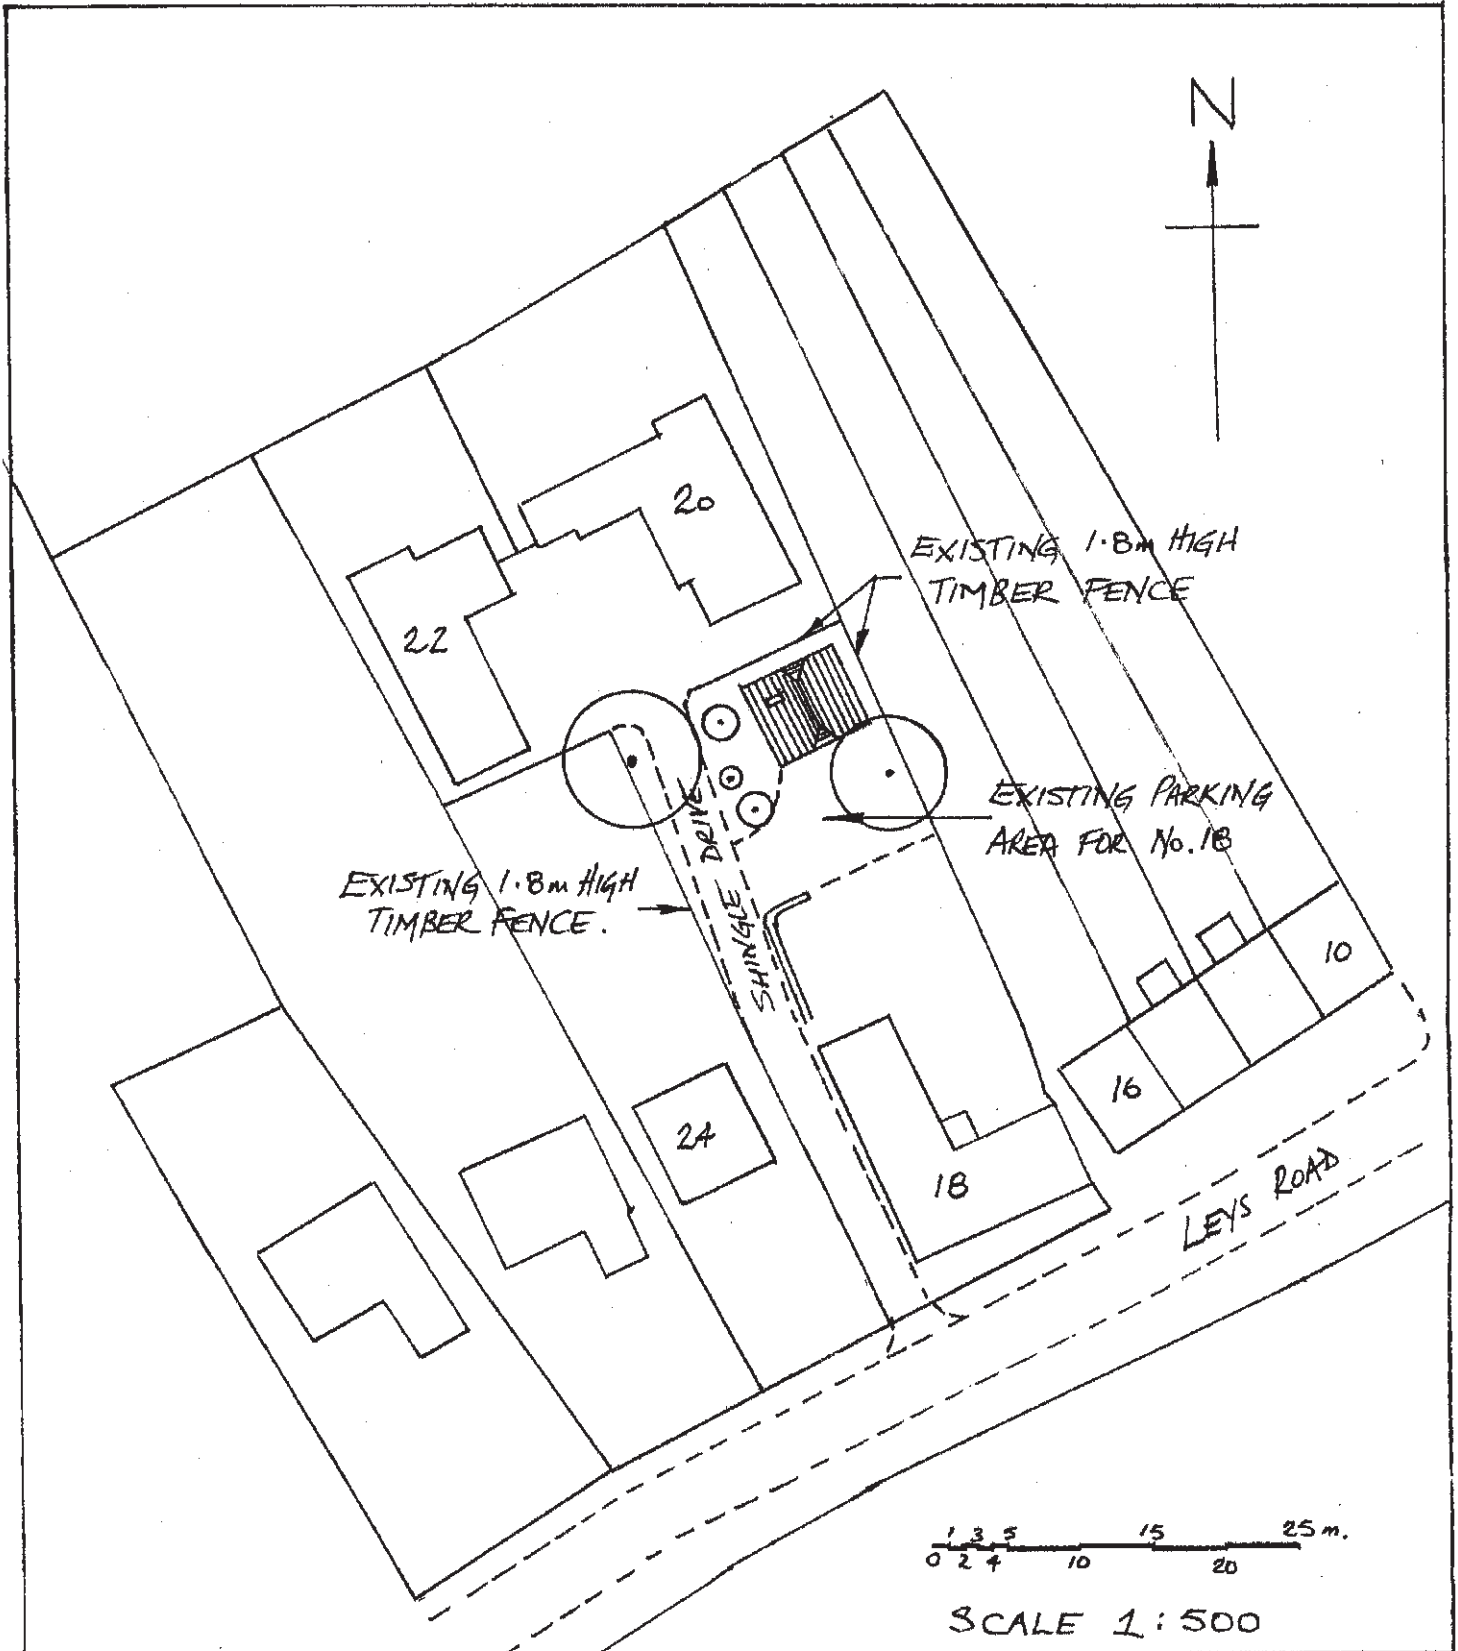 N
20
EXISTING 1.8m HIGH
TIMBER FENCE
22
EXISTING PARKING
AREA FOR No. 18
EXISTING 1.8m HIGH
TIMBER FENCE.
SHINGLE DRIVE
10
16
24
18
LEYS ROAD
1 3 5 15 25 m.
0 2 4 10 20
SCALE 1:500